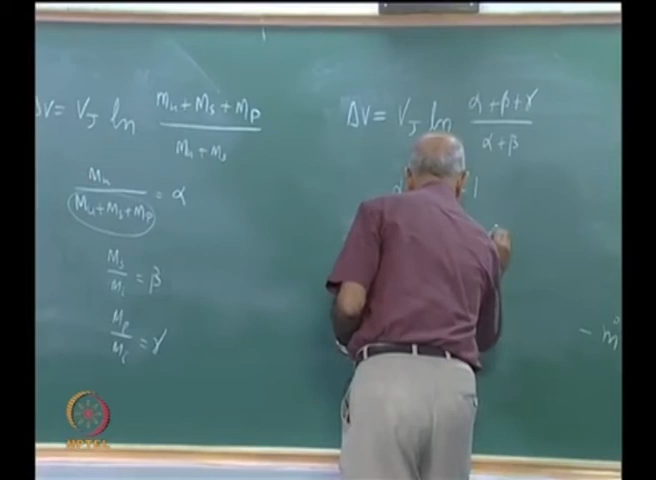 ΔV = V_J ln (M_u + M_s + M_p) / (M_u + M_s)
M_u / (M_u + M_s + M_p) = α
M_s / M_i = β
M_p / M_i = γ
ΔV = V_J ln (α + β + γ) / (α + β)
α + 1
- m°
NPTEL